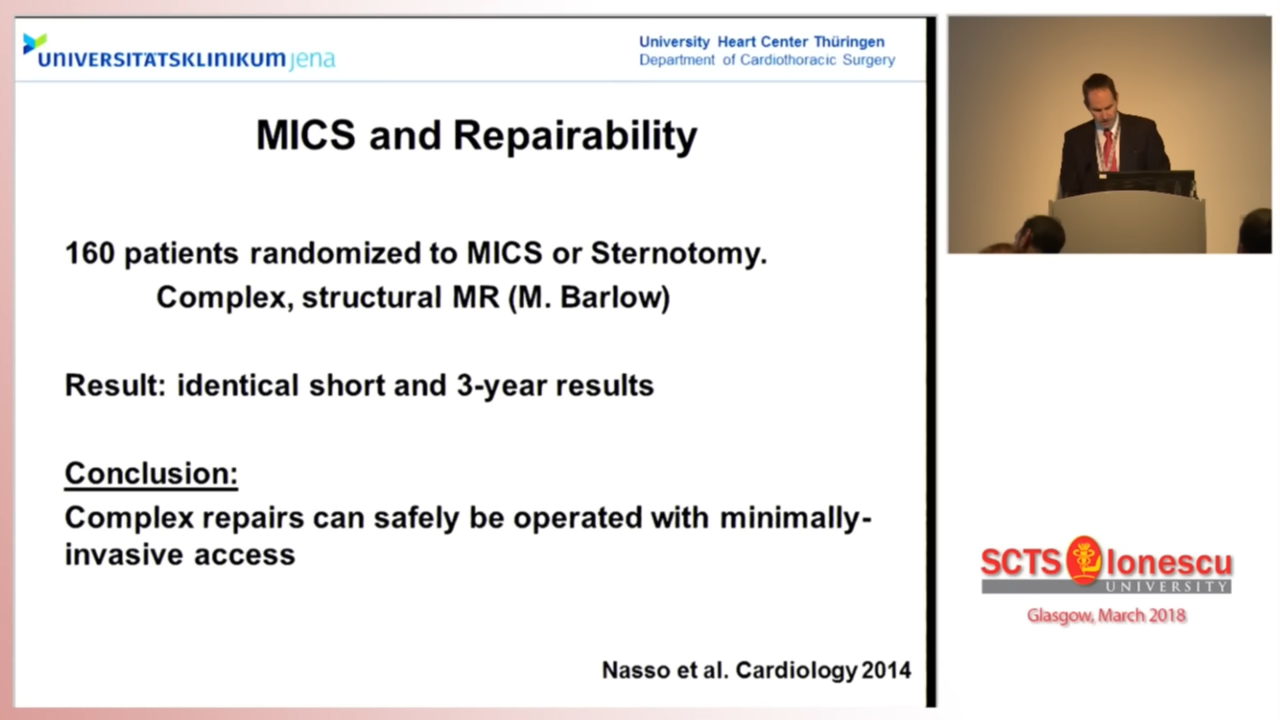 UNIVERSITÄTSKLINIKUM jena
University Heart Center Thüringen
Department of Cardiothoracic Surgery
MICS and Repairability
160 patients randomized to MICS or Sternotomy.
Complex, structural MR (M. Barlow)
Result: identical short and 3-year results
Conclusion:
Complex repairs can safely be operated with minimally-
invasive access
Nasso et al. Cardiology 2014
SCTS Ionescu
UNIVERSITY
Glasgow, March 2018